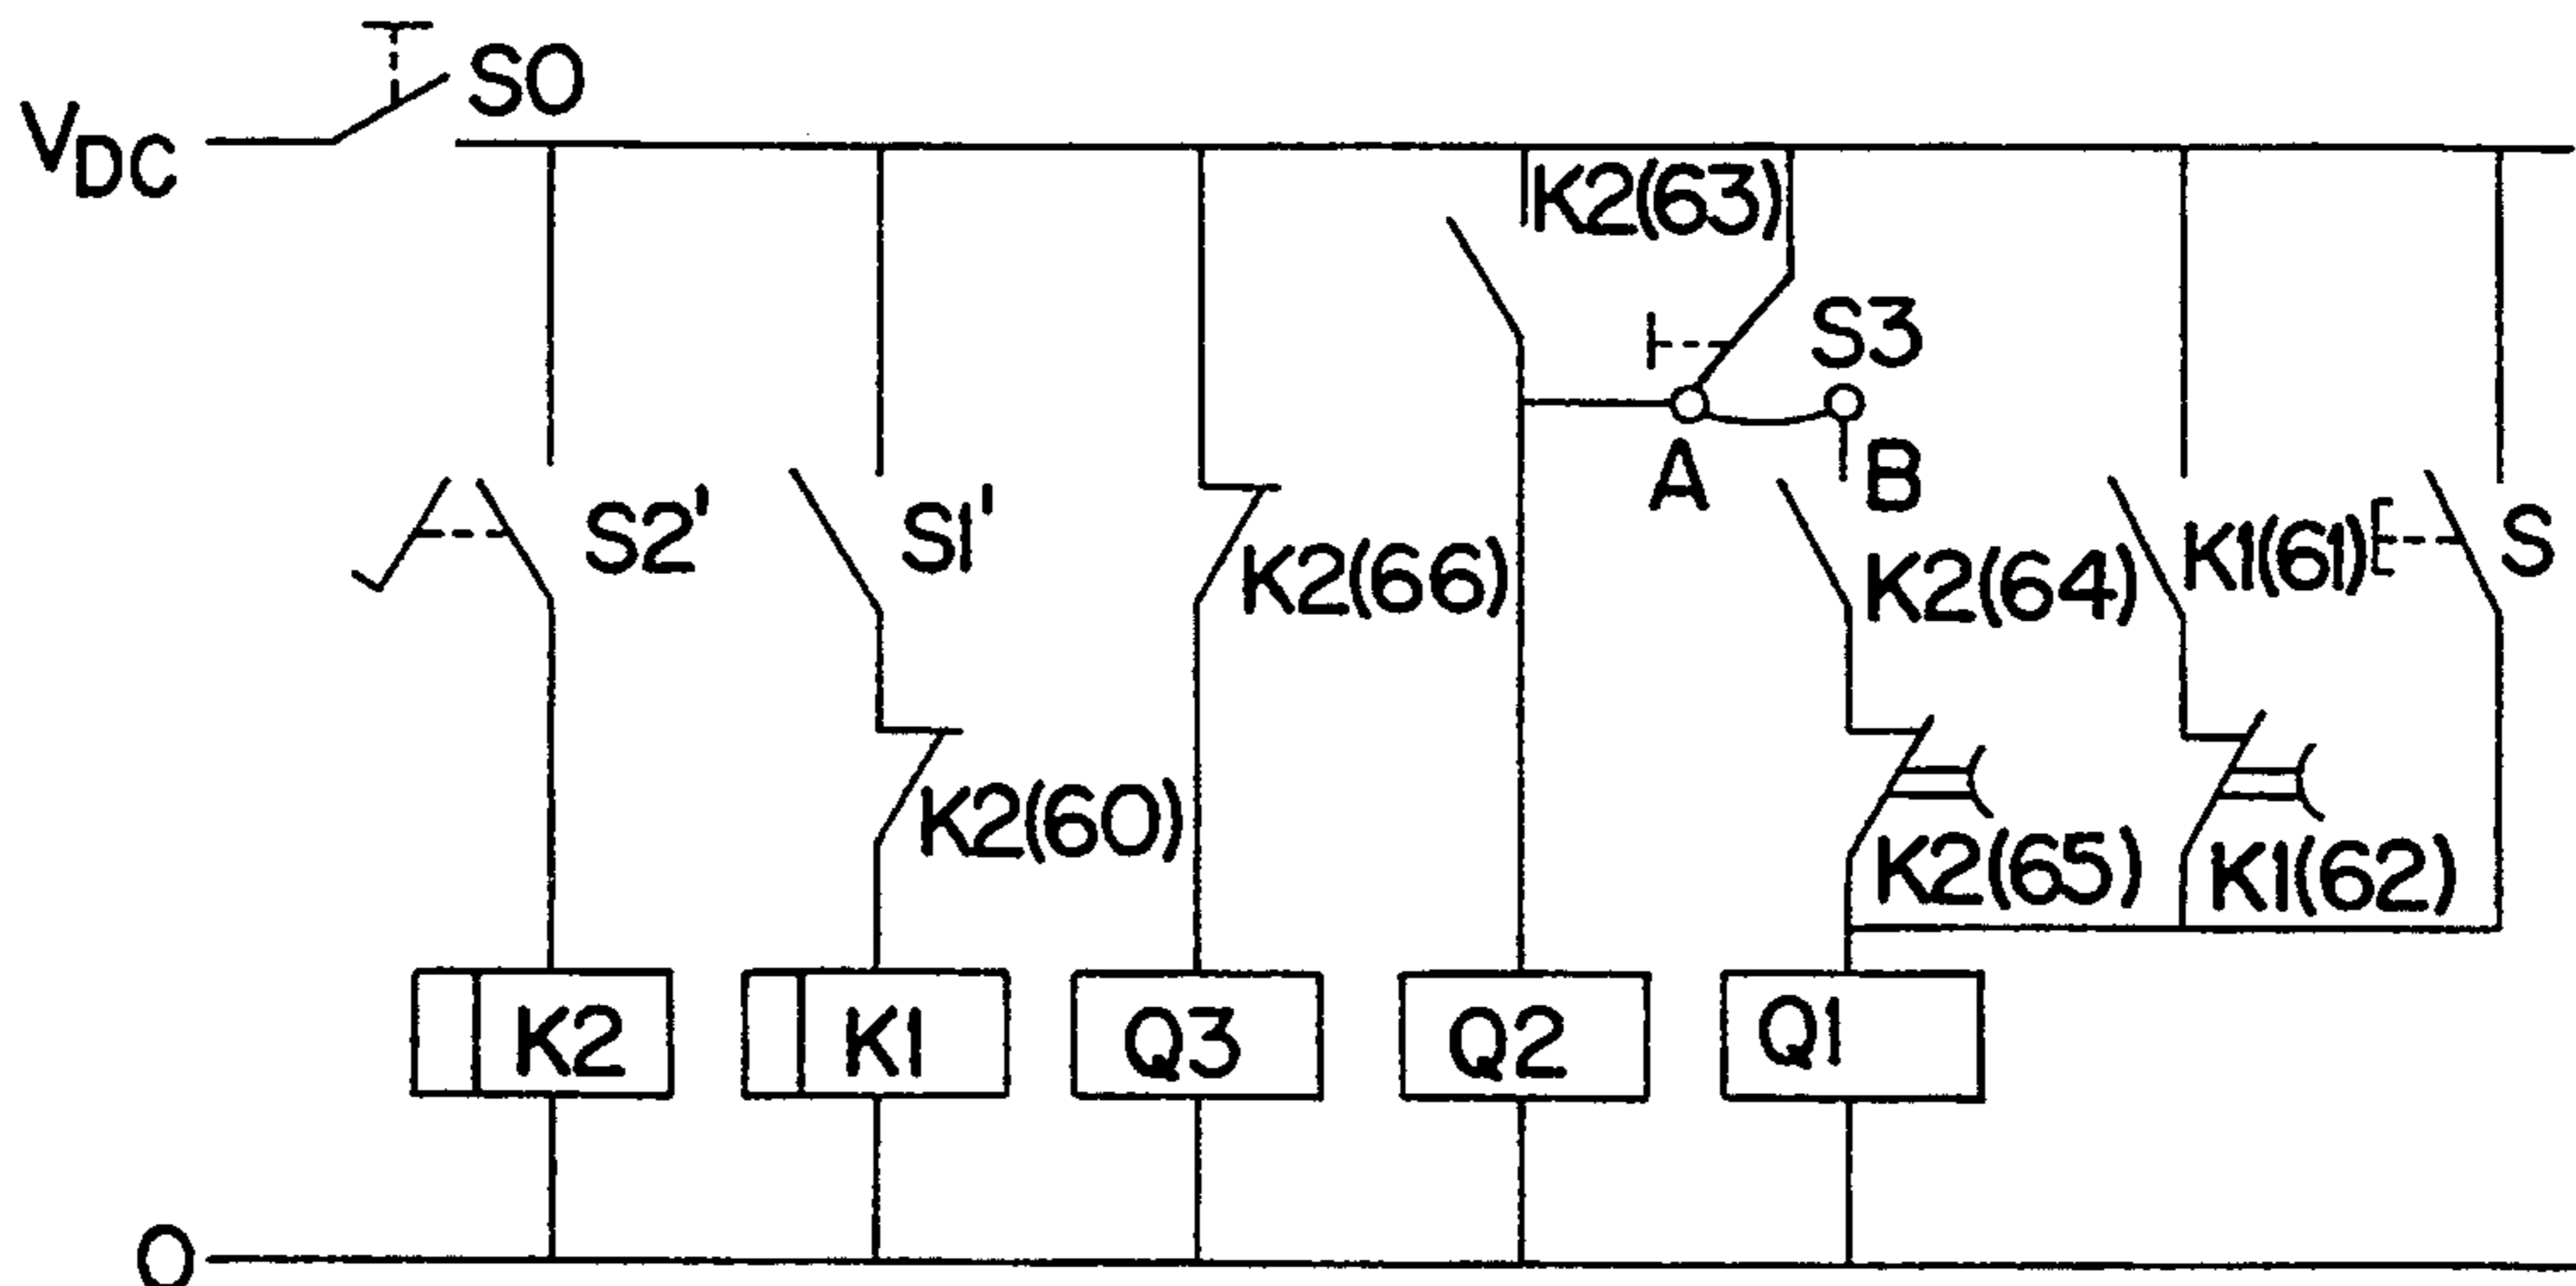 VDC
S0
K2(63)
S3
A
B
S2'
S1'
K2(66)
K2(64)
K1(61)
S
K2(60)
K2(65)
K1(62)
K2
K1
Q3
Q2
Q1
0